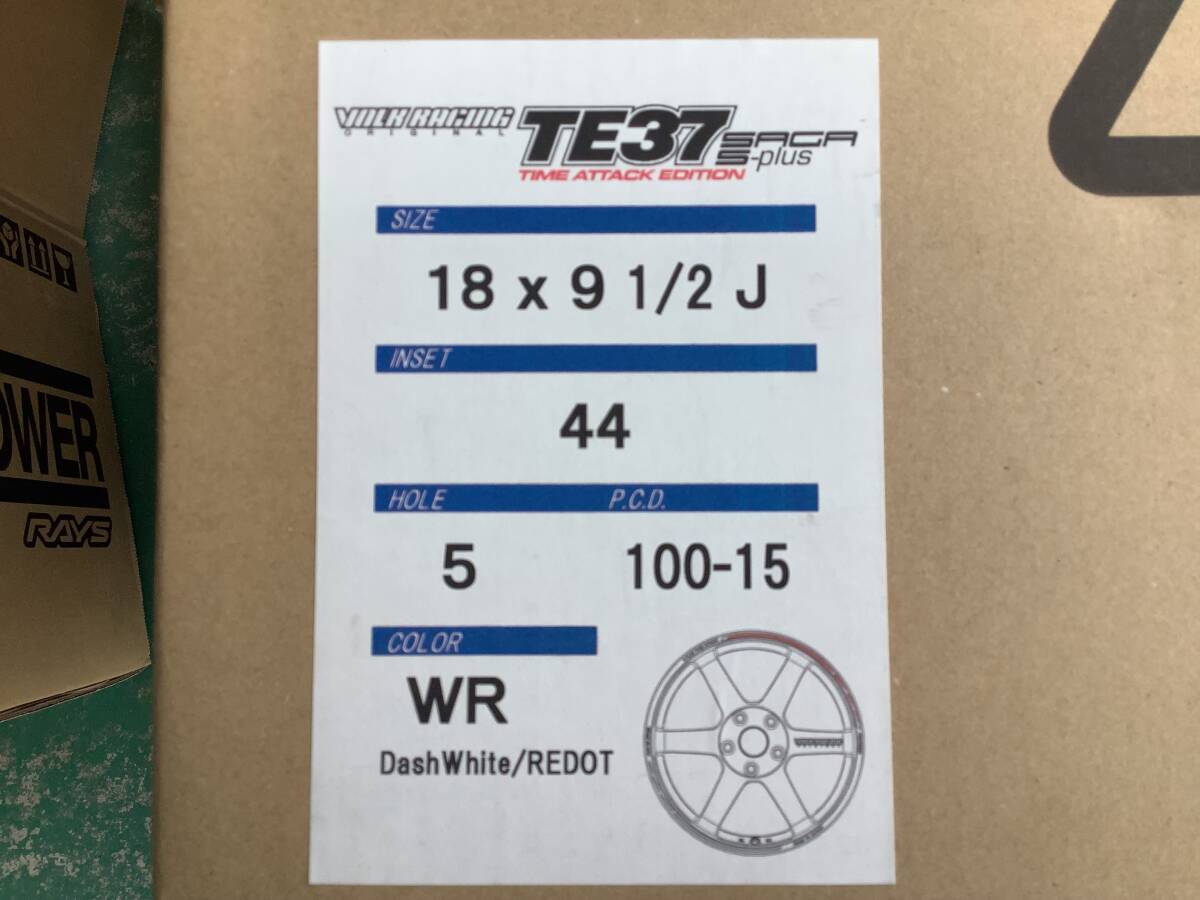 VOLK RACING
ORIGINAL
TE37 SAGA
S-plus
TIME ATTACK EDITION
SIZE
18 x 9 1/2 J
INSET
44
HOLE P.C.D.
5 100-15
COLOR
WR
DashWhite/REDOT
OWER
RAYS